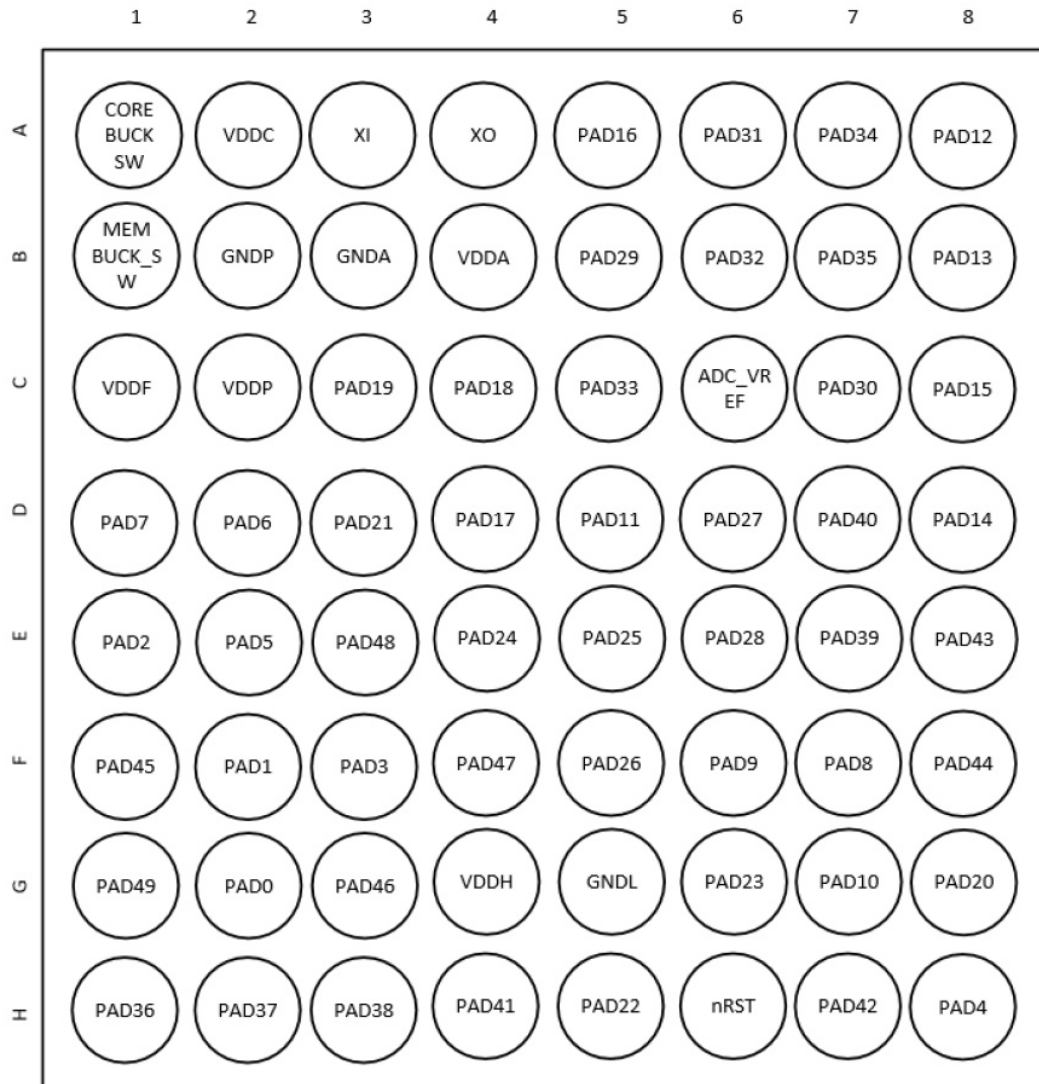 1 2 3 4 5 6 7 8
A
CORE
BUCK
SW
VDDC XI XO PAD16 PAD31 PAD34 PAD12
B
MEM
BUCK_S
W
GNDP GNDA VDDA PAD29 PAD32 PAD35 PAD13
C
VDDF VDDP PAD19 PAD18 PAD33
ADC_VR
EF
PAD30 PAD15
D
PAD7 PAD6 PAD21 PAD17 PAD11 PAD27 PAD40 PAD14
E
PAD2 PAD5 PAD48 PAD24 PAD25 PAD28 PAD39 PAD43
F
PAD45 PAD1 PAD3 PAD47 PAD26 PAD9 PAD8 PAD44
G
PAD49 PAD0 PAD46 VDDH GNDL PAD23 PAD10 PAD20
H
PAD36 PAD37 PAD38 PAD41 PAD22 nRST PAD42 PAD4